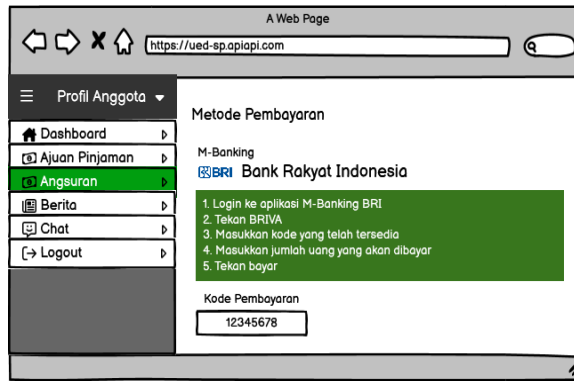 A Web Page
https://ued-sp.apiapi.com
Profil Anggota
Dashboard
Ajuan Pinjaman
Angsuran
Berita
Chat
Logout
Metode Pembayaran
M-Banking
BRI Bank Rakyat Indonesia
1. Login ke aplikasi M-Banking BRI
2. Tekan BRIVA
3. Masukkan kode yang telah tersedia
4. Masukkan jumlah uang yang akan dibayar
5. Tekan bayar
Kode Pembayaran
12345678